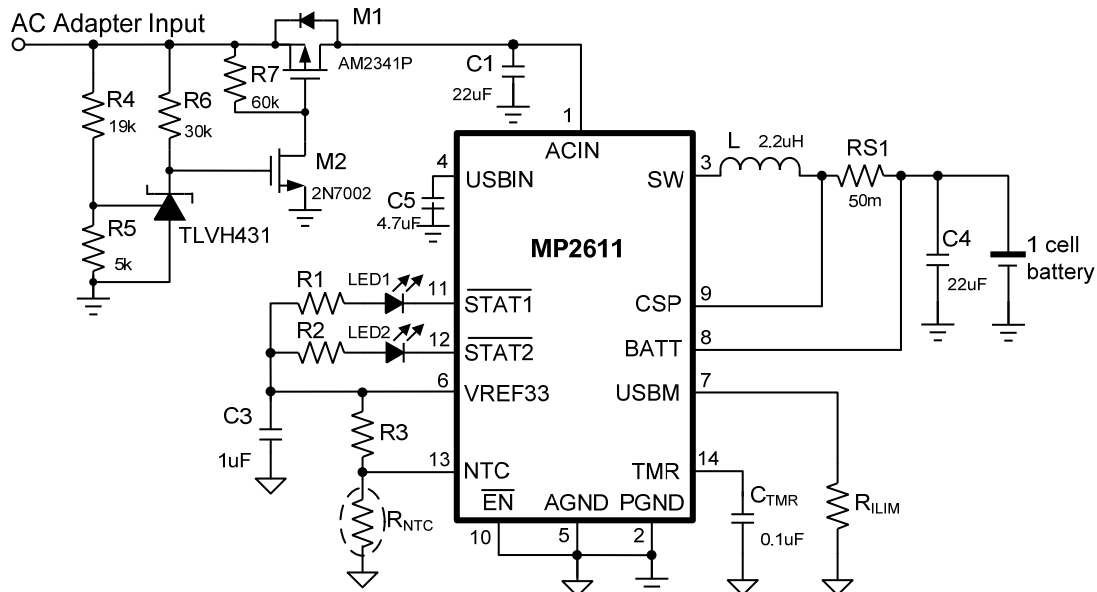 AC Adapter Input
M1
AM2341P
R4
19k
R6
30k
R7
60k
C1
22uF
M2
2N7002
R5
5k
TLVH431
1
ACIN
4
USBIN
C5
4.7uF
3
SW
L
2.2uH
RS1
50m
MP2611
C4
22uF
1 cell
battery
R1
LED1
11
STAT1
R2
LED2
12
STAT2
9
CSP
8
BATT
6
VREF33
7
USBM
C3
1uF
R3
13
NTC
14
TMR
RNTC
EN
AGND
PGND
10
5
2
CTMR
0.1uF
RILIM